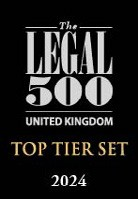 The
LEGAL
500
UNITED KINGDOM
TOP TIER SET
2024